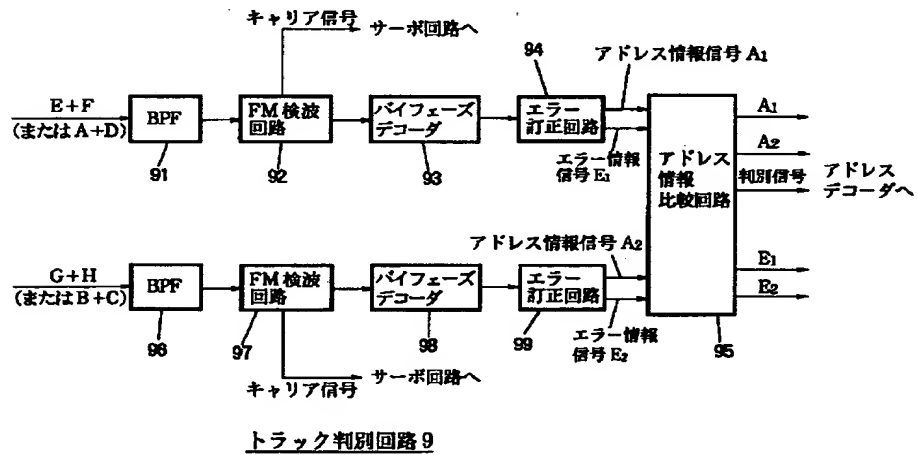 キャリア信号
サーボ回路へ
94
アドレス情報信号 A₁
E+F
(または A+D)
BPF
91
FM 検波
回路
92
バイフェーズ
デコーダ
93
エラー
訂正回路
エラー情報
信号 E₁
アドレス
情報
比較回路
A₁
A₂
判別信号
アドレス
デコーダへ
アドレス情報信号 A₂
G+H
(または B+C)
BPF
96
FM 検波
回路
97
バイフェーズ
デコーダ
98
エラー
訂正回路
99
エラー情報
信号 E₂
E₁
E₂
95
キャリア信号
サーボ回路へ
トラック判別回路 9